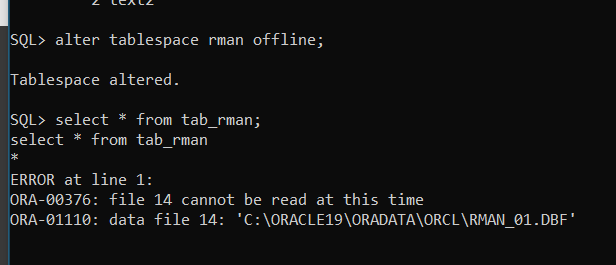 2 text2
SQL> alter tablespace rman offline;
Tablespace altered.
SQL> select * from tab_rman;
select * from tab_rman
*
ERROR at line 1:
ORA-00376: file 14 cannot be read at this time
ORA-01110: data file 14: 'C:\ORACLE19\ORADATA\ORCL\RMAN_01.DBF'